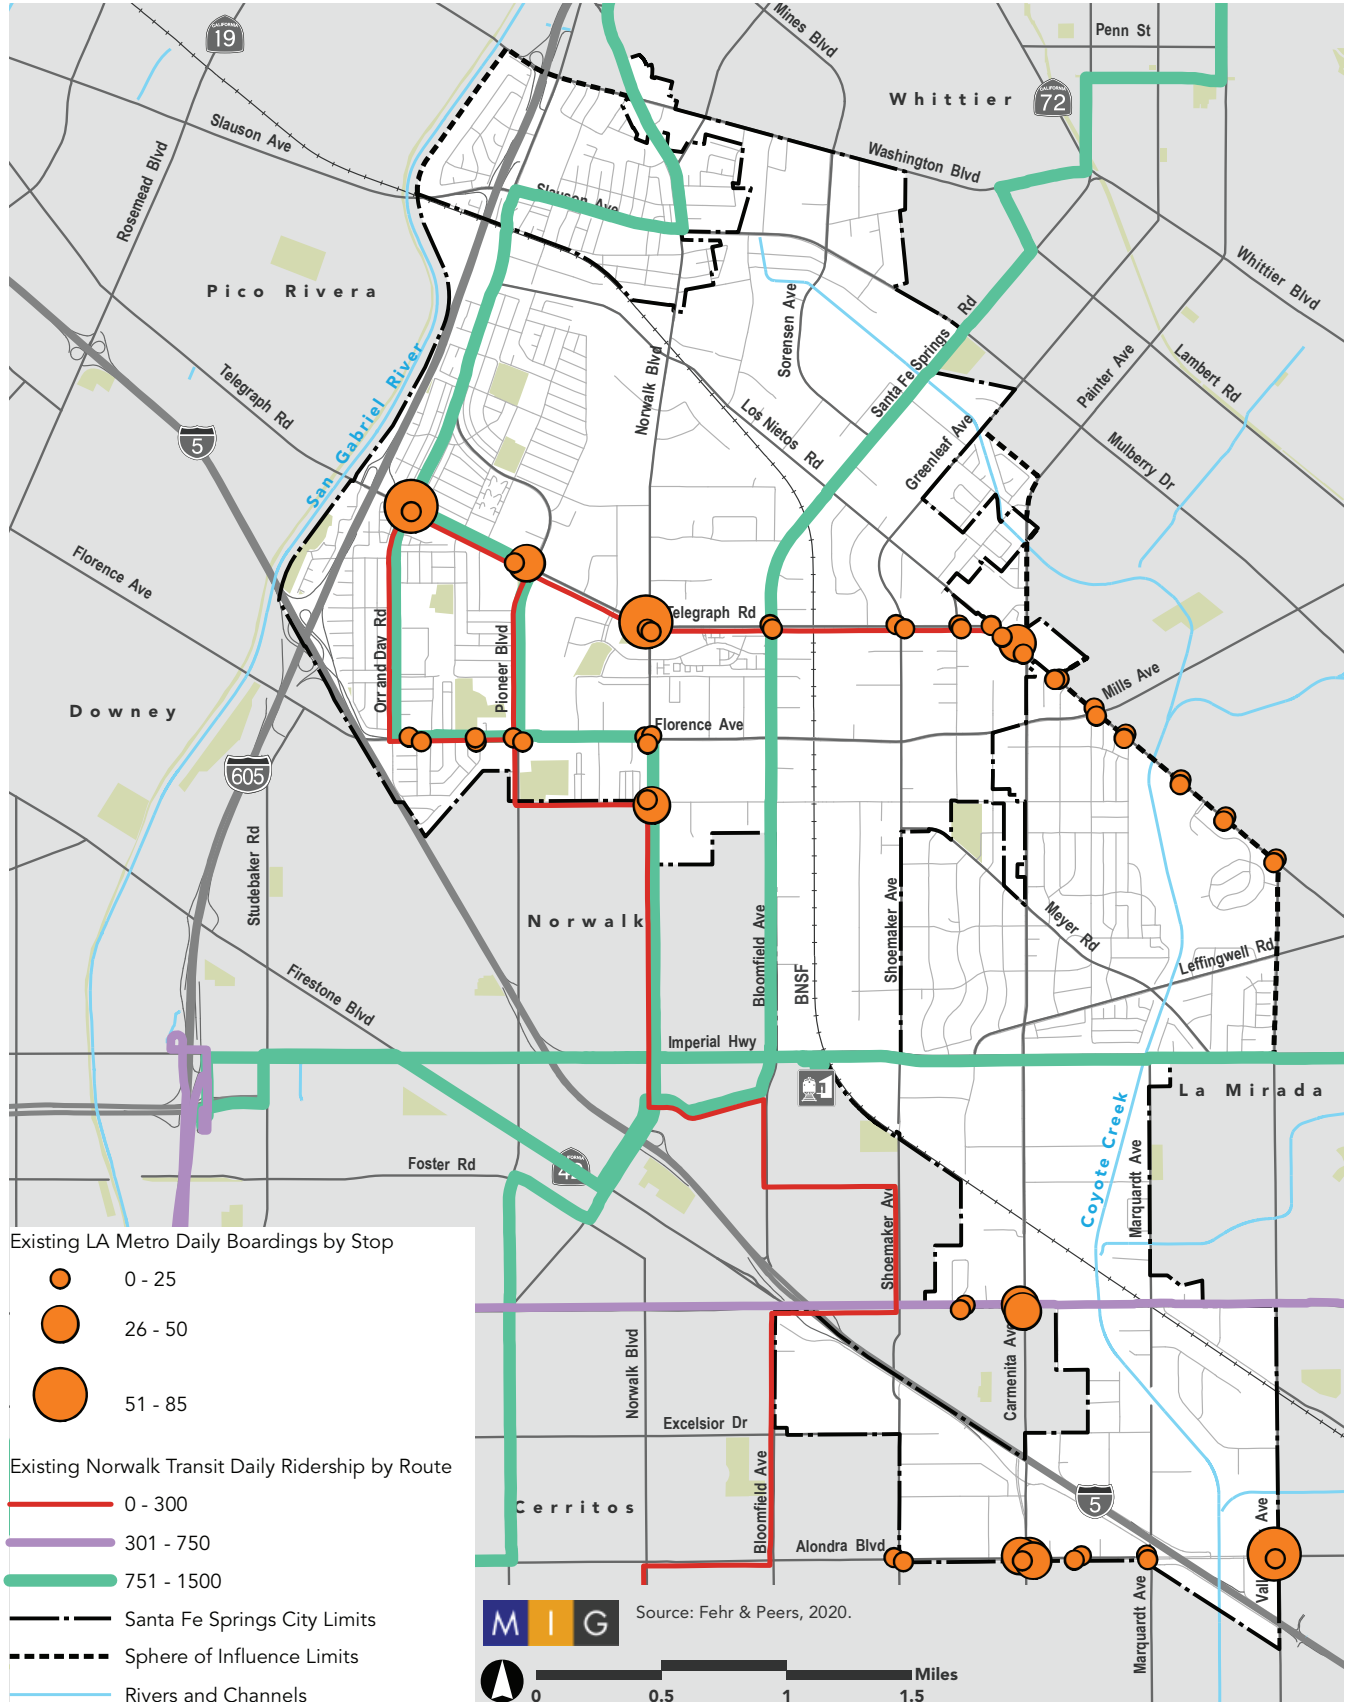 Mines Blvd
Penn St
CALIFORNIA
19
Whittier
CALIFORNIA
72
Slauson Ave
Washington Blvd
Rosemead Blvd
Slauson Ave
Whittier Blvd
Pico Rivera
Sorensen Ave
Santa Fe Springs Rd
Painter Ave
Lambert Rd
San Gabriel River
Norwalk Blvd
Telegraph Rd
Los Nietos Rd
Greenleaf Ave
Mulberry Dr
5
Florence Ave
Telegraph Rd
Orr and Day Rd
Pioneer Blvd
Mills Ave
Downey
Florence Ave
605
Studebaker Rd
Norwalk
Bloomfield Ave
BNSF
Shoemaker Ave
Meyer Rd
Leffingwell Rd
Firestone Blvd
Imperial Hwy
La Mirada
Coyote Creek
Marquardt Ave
Foster Rd
CALIFORNIA
42
Shoemaker Ave
Existing LA Metro Daily Boardings by Stop
0 - 25
26 - 50
51 - 85
Norwalk Blvd
Carmenita Ave
Excelsior Dr
Bloomfield Ave
Existing Norwalk Transit Daily Ridership by Route
0 - 300
301 - 750
751 - 1500
Cerritos
5
Ave
Alondra Blvd
Marquardt Ave
Santa Fe Springs City Limits
Sphere of Influence Limits
Rivers and Channels
M I G
Source: Fehr & Peers, 2020.
Miles
0 0.5 1 1.5